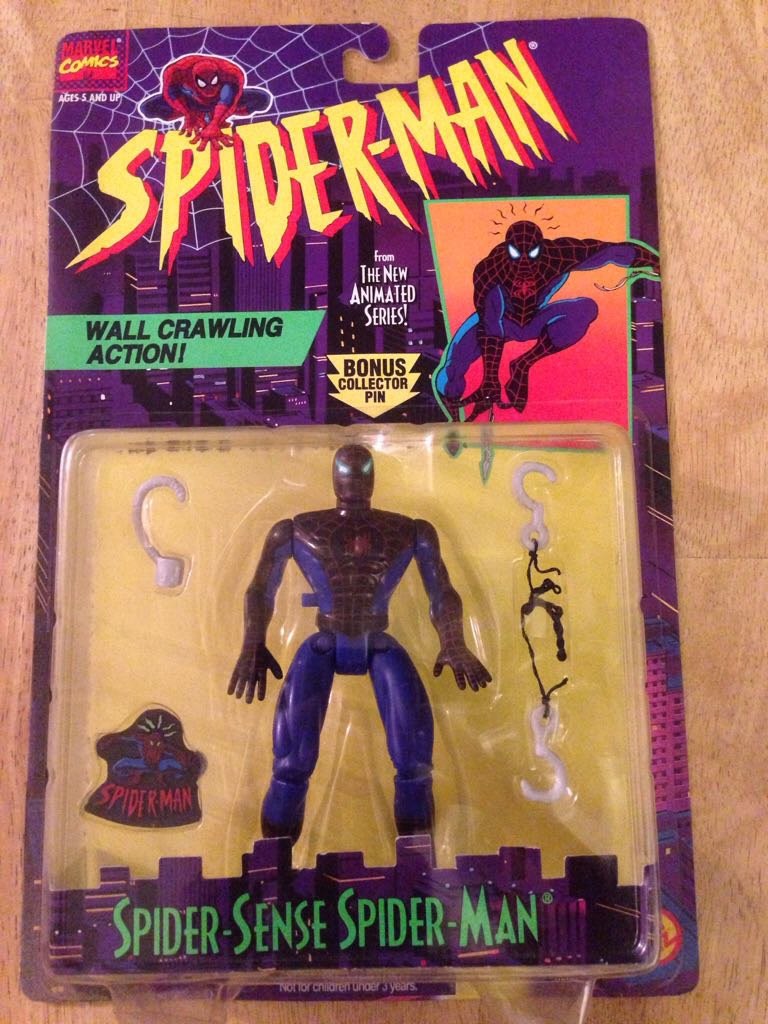 MARVEL
COMICS
AGES 5 AND UP
SPIDER-MAN®
from
THE NEW
ANIMATED
SERIES!
WALL CRAWLING
ACTION!
BONUS
COLLECTOR
PIN
SPIDER-MAN
SPIDER-SENSE SPIDER-MAN®
Not for children under 3 years.